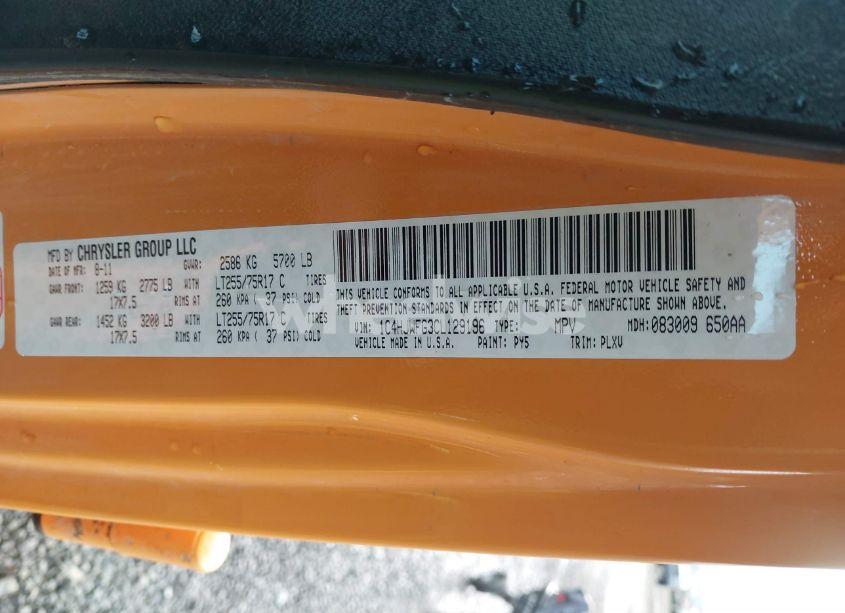 MFD BY CHRYSLER GROUP LLC
DATE OF MFR: 8-11 GVWR: 2586 KG 5700 LB
GAWR FRONT: 1259 KG 2775 LB WITH LT255/75R17 C TIRES
17X7.5 RIMS AT 260 KPA ( 37 PSI) COLD
GAWR REAR: 1452 KG 3200 LB WITH LT255/75R17 C TIRES
17X7.5 RIMS AT 260 KPA ( 37 PSI) COLD
THIS VEHICLE CONFORMS TO ALL APPLICABLE U.S.A. FEDERAL MOTOR VEHICLE SAFETY AND
THEFT PREVENTION STANDARDS IN EFFECT ON THE DATE OF MANUFACTURE SHOWN ABOVE.
VIN: 1C4HJWFG3CL129196 TYPE: MPV MDH: 083009 650AA
VEHICLE MADE IN U.S.A. PAINT: PY5 TRIM: PLXV